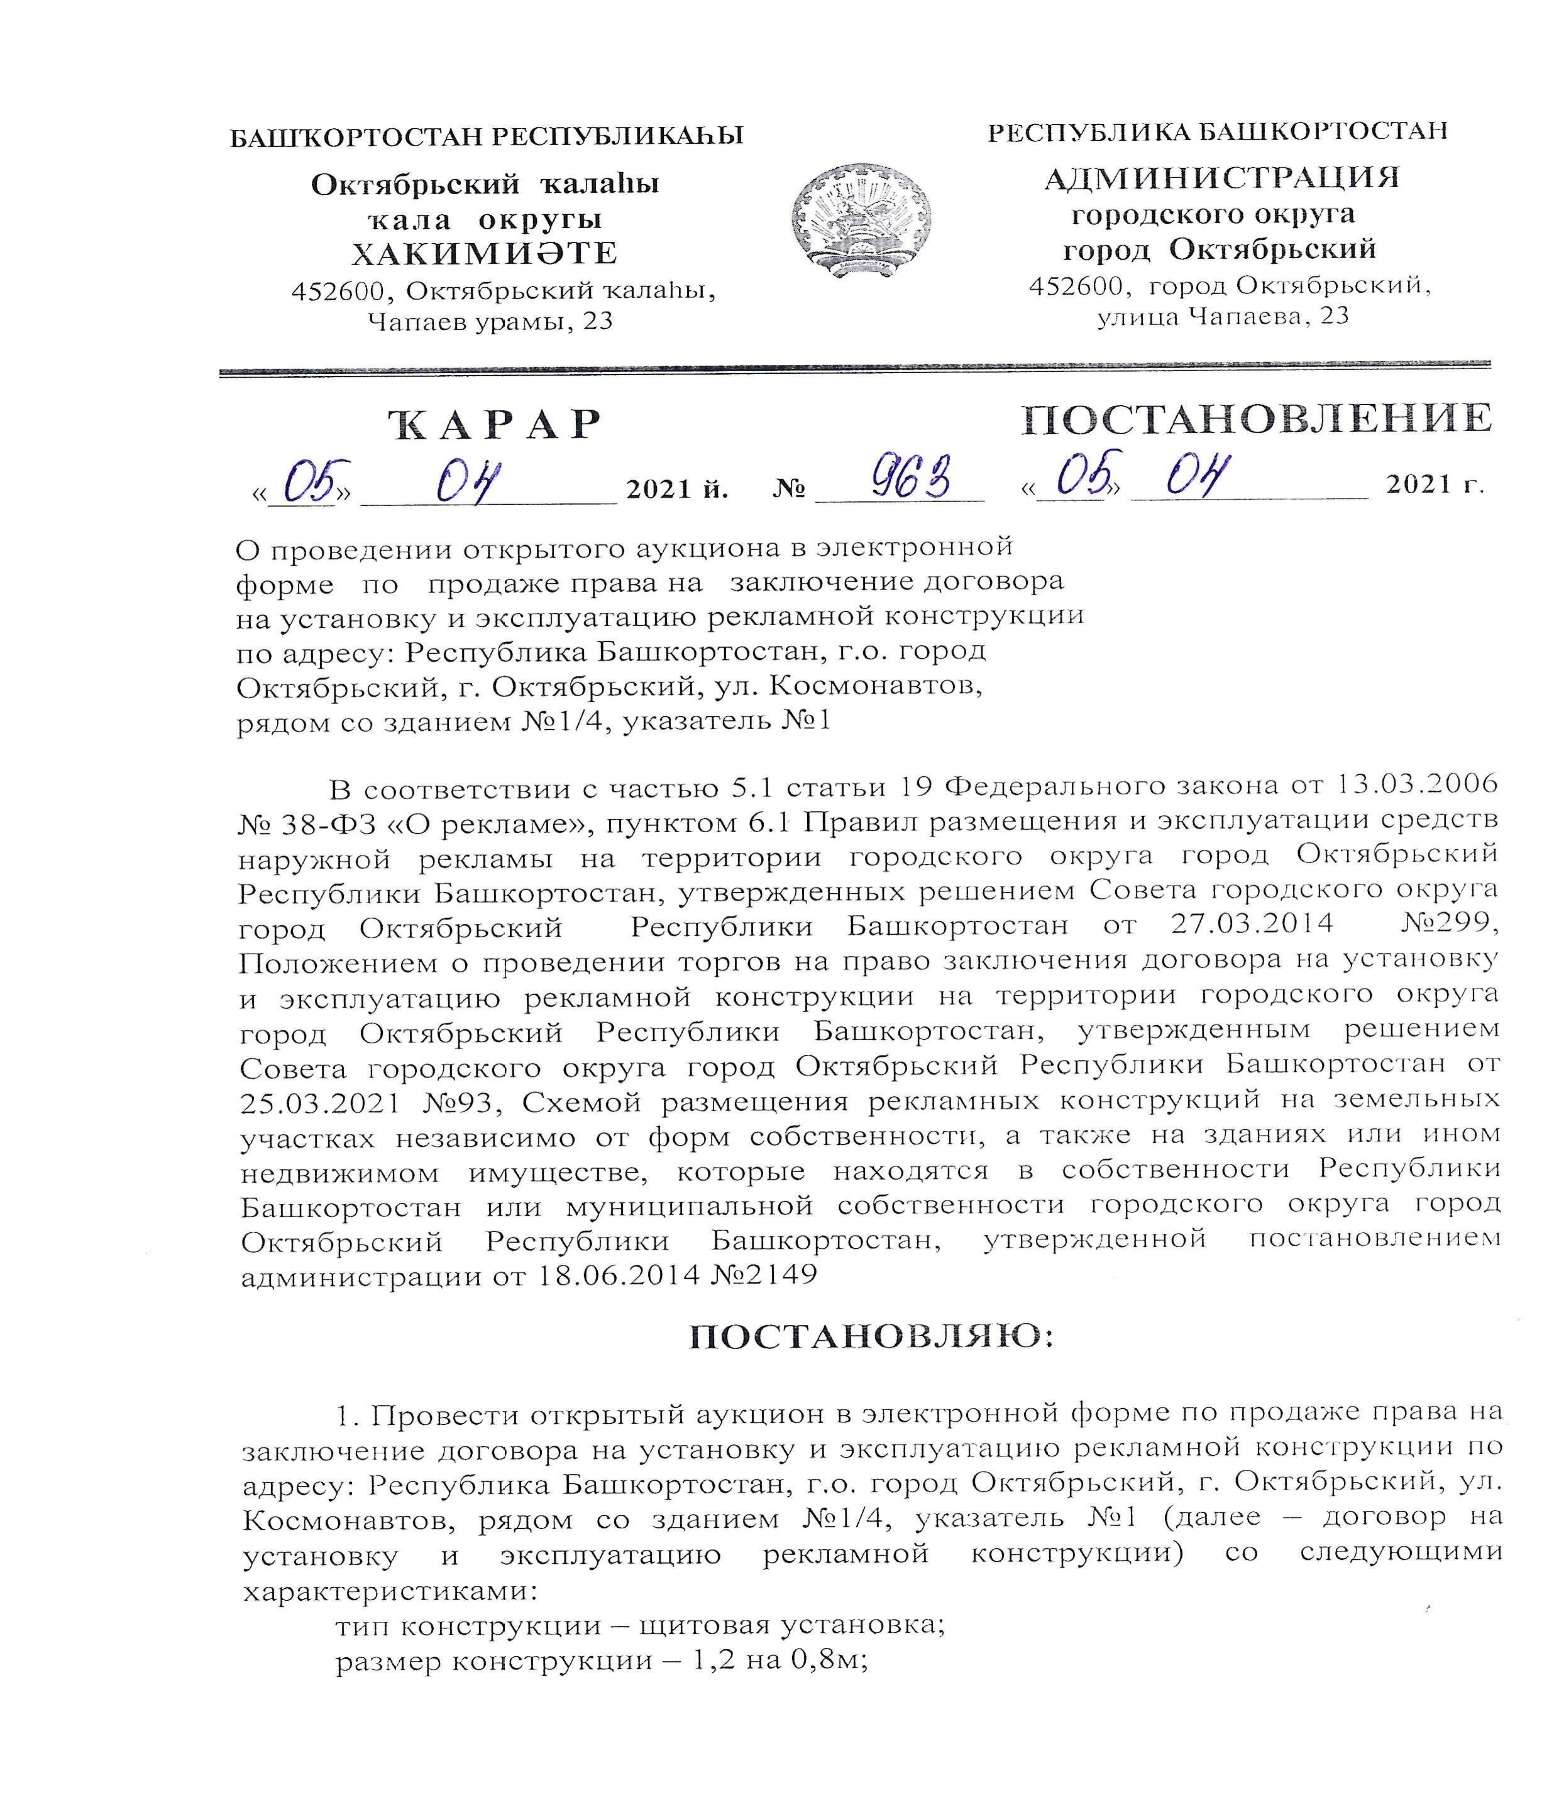 БАШҠОРТОСТАН РЕСПУБЛИКАҺЫ
Октябрьский ҡалаһы
ҡала округы
ХАКИМИӘТЕ
452600, Октябрьский ҡалаһы,
Чапаев урамы, 23
РЕСПУБЛИКА БАШКОРТОСТАН
АДМИНИСТРАЦИЯ
городского округа
город Октябрьский
452600, город Октябрьский,
улица Чапаева, 23
ҠАРАР
ПОСТАНОВЛЕНИЕ
«05» 04 2021 й. № 963 «05» 04 2021 г.
О проведении открытого аукциона в электронной
форме по продаже права на заключение договора
на установку и эксплуатацию рекламной конструкции
по адресу: Республика Башкортостан, г.о. город
Октябрьский, г. Октябрьский, ул. Космонавтов,
рядом со зданием №1/4, указатель №1
В соответствии с частью 5.1 статьи 19 Федерального закона от 13.03.2006
№ 38-ФЗ «О рекламе», пунктом 6.1 Правил размещения и эксплуатации средств
наружной рекламы на территории городского округа город Октябрьский
Республики Башкортостан, утвержденных решением Совета городского округа
город Октябрьский Республики Башкортостан от 27.03.2014 №299,
Положением о проведении торгов на право заключения договора на установку
и эксплуатацию рекламной конструкции на территории городского округа
город Октябрьский Республики Башкортостан, утвержденным решением
Совета городского округа город Октябрьский Республики Башкортостан от
25.03.2021 №93, Схемой размещения рекламных конструкций на земельных
участках независимо от форм собственности, а также на зданиях или ином
недвижимом имуществе, которые находятся в собственности Республики
Башкортостан или муниципальной собственности городского округа город
Октябрьский Республики Башкортостан, утвержденной постановлением
администрации от 18.06.2014 №2149
ПОСТАНОВЛЯЮ:
1. Провести открытый аукцион в электронной форме по продаже права на
заключение договора на установку и эксплуатацию рекламной конструкции по
адресу: Республика Башкортостан, г.о. город Октябрьский, г. Октябрьский, ул.
Космонавтов, рядом со зданием №1/4, указатель №1 (далее – договор на
установку и эксплуатацию рекламной конструкции) со следующими
характеристиками:
тип конструкции – щитовая установка;
размер конструкции – 1,2 на 0,8м;